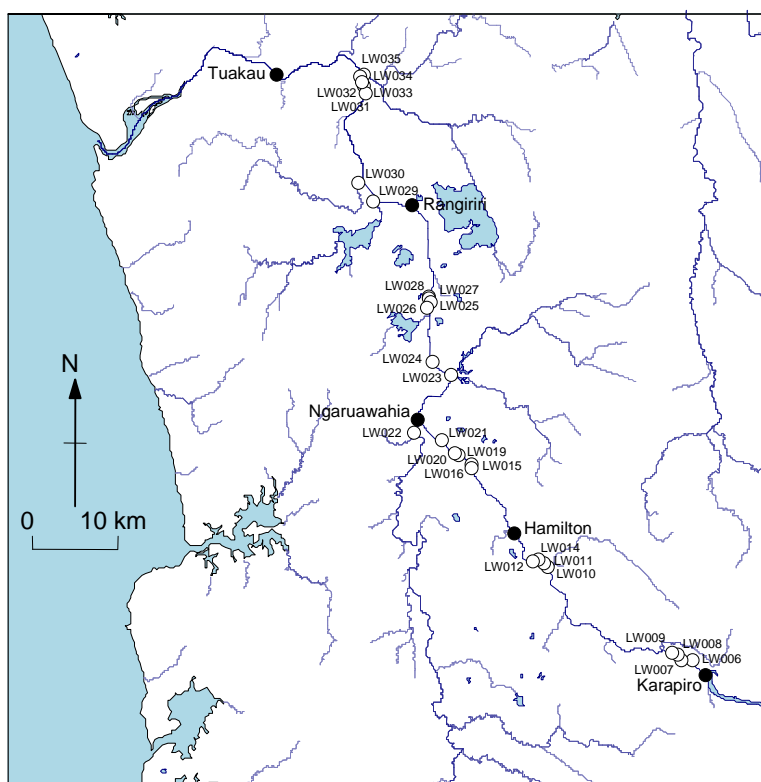 LW035
Tuakau
LW034
LW032
LW033
LW031
LW030
LW029
Rangiriri
LW028
LW027
LW026
LW025
N
LW024
LW023
Ngaruawahia
LW022
LW021
LW020
LW019
LW016
LW015
0 10 km
Hamilton
LW014
LW012
LW011
LW010
LW009
LW008
LW007
LW006
Karapiro